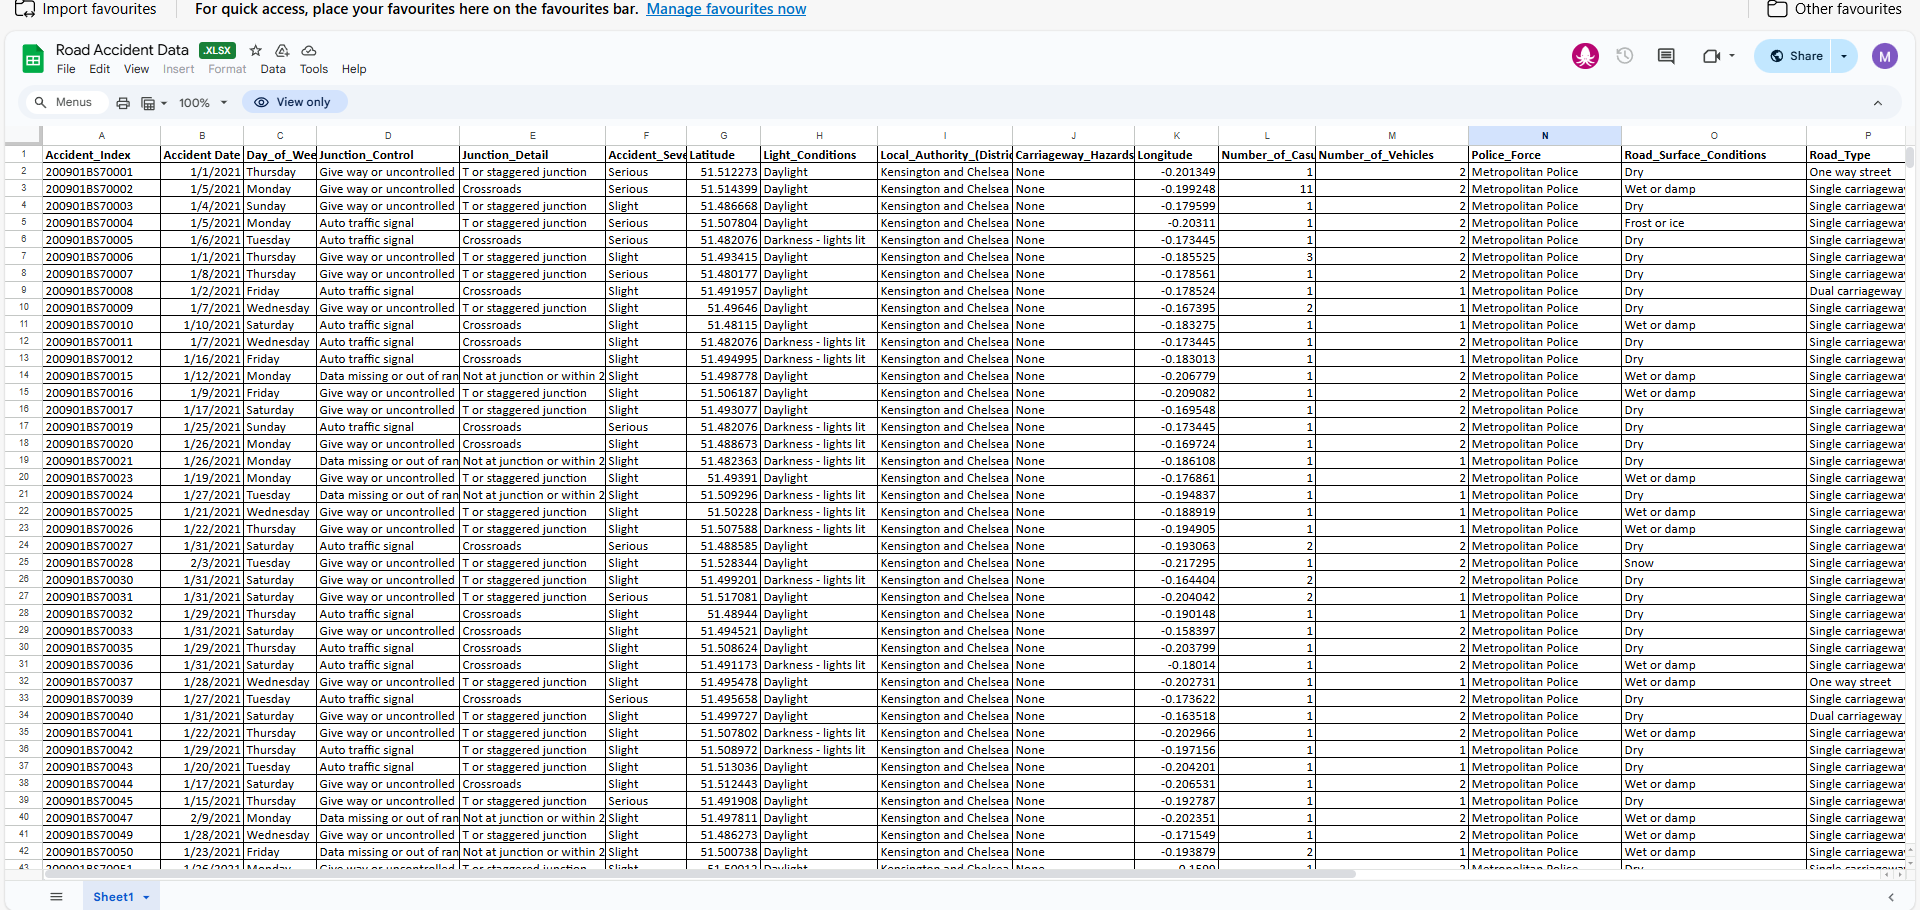 Import favourites For quick access, place your favourites here on the favourites bar. Manage favourites now Other favourites
Road Accident Data .XLSX
File Edit View Insert Format Data Tools Help
Share M
Menus 100% View only
A B C D E F G H I J K L M N O P
1 Accident_Index Accident Date Day_of_Wee Junction_Control Junction_Detail Accident_Seve Latitude Light_Conditions Local_Authority_(Distric Carriageway_Hazards Longitude Number_of_Casu Number_of_Vehicles Police_Force Road_Surface_Conditions Road_Type
2 200901BS70001 1/1/2021 Thursday Give way or uncontrolled T or staggered junction Serious 51.512273 Daylight Kensington and Chelsea None -0.201349 1 2 Metropolitan Police Dry One way street
3 200901BS70002 1/5/2021 Monday Give way or uncontrolled Crossroads Serious 51.514399 Daylight Kensington and Chelsea None -0.199248 11 2 Metropolitan Police Wet or damp Single carriagewa
4 200901BS70003 1/4/2021 Sunday Give way or uncontrolled T or staggered junction Slight 51.486668 Daylight Kensington and Chelsea None -0.179599 1 2 Metropolitan Police Dry Single carriagewa
5 200901BS70004 1/5/2021 Monday Auto traffic signal T or staggered junction Serious 51.507804 Daylight Kensington and Chelsea None -0.20311 1 2 Metropolitan Police Frost or ice Single carriagewa
6 200901BS70005 1/6/2021 Tuesday Auto traffic signal Crossroads Serious 51.482076 Darkness - lights lit Kensington and Chelsea None -0.173445 1 2 Metropolitan Police Dry Single carriagewa
7 200901BS70006 1/1/2021 Thursday Give way or uncontrolled T or staggered junction Slight 51.493415 Daylight Kensington and Chelsea None -0.185525 3 2 Metropolitan Police Dry Single carriagewa
8 200901BS70007 1/8/2021 Thursday Give way or uncontrolled T or staggered junction Serious 51.480177 Daylight Kensington and Chelsea None -0.178561 1 2 Metropolitan Police Dry Single carriagewa
9 200901BS70008 1/2/2021 Friday Auto traffic signal Crossroads Slight 51.491957 Daylight Kensington and Chelsea None -0.178524 1 1 Metropolitan Police Dry Dual carriageway
10 200901BS70009 1/7/2021 Wednesday Give way or uncontrolled T or staggered junction Slight 51.49646 Daylight Kensington and Chelsea None -0.167395 2 1 Metropolitan Police Dry Single carriagewa
11 200901BS70010 1/10/2021 Saturday Auto traffic signal Crossroads Slight 51.48115 Daylight Kensington and Chelsea None -0.183275 1 1 Metropolitan Police Wet or damp Single carriagewa
12 200901BS70011 1/7/2021 Wednesday Auto traffic signal Crossroads Slight 51.482076 Darkness - lights lit Kensington and Chelsea None -0.173445 1 2 Metropolitan Police Dry Single carriagewa
13 200901BS70012 1/16/2021 Friday Auto traffic signal Crossroads Slight 51.494995 Darkness - lights lit Kensington and Chelsea None -0.183013 1 1 Metropolitan Police Dry Single carriagewa
14 200901BS70015 1/12/2021 Monday Data missing or out of ran Not at junction or within 2 Slight 51.498778 Daylight Kensington and Chelsea None -0.206779 1 2 Metropolitan Police Wet or damp Single carriagewa
15 200901BS70016 1/9/2021 Friday Give way or uncontrolled T or staggered junction Slight 51.506187 Daylight Kensington and Chelsea None -0.209082 1 2 Metropolitan Police Wet or damp Single carriagewa
16 200901BS70017 1/17/2021 Saturday Give way or uncontrolled T or staggered junction Slight 51.493077 Daylight Kensington and Chelsea None -0.169548 1 2 Metropolitan Police Dry Single carriagewa
17 200901BS70019 1/25/2021 Sunday Auto traffic signal Crossroads Serious 51.482076 Darkness - lights lit Kensington and Chelsea None -0.173445 1 2 Metropolitan Police Dry Single carriagewa
18 200901BS70020 1/26/2021 Monday Give way or uncontrolled Crossroads Slight 51.488673 Darkness - lights lit Kensington and Chelsea None -0.169724 1 2 Metropolitan Police Dry Single carriagewa
19 200901BS70021 1/26/2021 Monday Data missing or out of ran Not at junction or within 2 Slight 51.482363 Darkness - lights lit Kensington and Chelsea None -0.186108 1 1 Metropolitan Police Dry Single carriagewa
20 200901BS70023 1/19/2021 Monday Give way or uncontrolled T or staggered junction Slight 51.49391 Daylight Kensington and Chelsea None -0.176861 1 2 Metropolitan Police Wet or damp Single carriagewa
21 200901BS70024 1/27/2021 Tuesday Data missing or out of ran Not at junction or within 2 Slight 51.509296 Darkness - lights lit Kensington and Chelsea None -0.194837 1 1 Metropolitan Police Dry Single carriagewa
22 200901BS70025 1/21/2021 Wednesday Give way or uncontrolled T or staggered junction Slight 51.50228 Darkness - lights lit Kensington and Chelsea None -0.188919 1 1 Metropolitan Police Wet or damp Single carriagewa
23 200901BS70026 1/22/2021 Thursday Give way or uncontrolled T or staggered junction Slight 51.507588 Darkness - lights lit Kensington and Chelsea None -0.194905 1 1 Metropolitan Police Wet or damp Single carriagewa
24 200901BS70027 1/31/2021 Saturday Auto traffic signal Crossroads Serious 51.488585 Daylight Kensington and Chelsea None -0.193063 2 2 Metropolitan Police Dry Single carriagewa
25 200901BS70028 2/3/2021 Tuesday Give way or uncontrolled T or staggered junction Slight 51.528344 Daylight Kensington and Chelsea None -0.217295 1 2 Metropolitan Police Snow Single carriagewa
26 200901BS70030 1/31/2021 Saturday Give way or uncontrolled T or staggered junction Slight 51.499201 Darkness - lights lit Kensington and Chelsea None -0.164404 2 2 Metropolitan Police Dry Single carriagewa
27 200901BS70031 1/31/2021 Saturday Give way or uncontrolled T or staggered junction Serious 51.517081 Daylight Kensington and Chelsea None -0.204042 2 1 Metropolitan Police Dry Single carriagewa
28 200901BS70032 1/29/2021 Thursday Auto traffic signal Crossroads Slight 51.48944 Daylight Kensington and Chelsea None -0.190148 1 1 Metropolitan Police Dry Single carriagewa
29 200901BS70033 1/31/2021 Saturday Give way or uncontrolled Crossroads Slight 51.494521 Daylight Kensington and Chelsea None -0.158397 1 2 Metropolitan Police Dry Single carriagewa
30 200901BS70035 1/29/2021 Thursday Auto traffic signal Crossroads Slight 51.508624 Daylight Kensington and Chelsea None -0.203799 1 2 Metropolitan Police Dry Single carriagewa
31 200901BS70036 1/31/2021 Saturday Auto traffic signal Crossroads Slight 51.491173 Darkness - lights lit Kensington and Chelsea None -0.18014 1 2 Metropolitan Police Wet or damp Single carriagewa
32 200901BS70037 1/28/2021 Wednesday Give way or uncontrolled T or staggered junction Slight 51.495478 Daylight Kensington and Chelsea None -0.202731 1 1 Metropolitan Police Wet or damp One way street
33 200901BS70039 1/27/2021 Tuesday Auto traffic signal Crossroads Serious 51.495658 Daylight Kensington and Chelsea None -0.173622 1 2 Metropolitan Police Dry Single carriagewa
34 200901BS70040 1/31/2021 Saturday Give way or uncontrolled T or staggered junction Slight 51.499727 Daylight Kensington and Chelsea None -0.163518 1 2 Metropolitan Police Dry Dual carriageway
35 200901BS70041 1/22/2021 Thursday Give way or uncontrolled T or staggered junction Slight 51.507802 Darkness - lights lit Kensington and Chelsea None -0.202966 1 2 Metropolitan Police Wet or damp Single carriagewa
36 200901BS70042 1/29/2021 Thursday Auto traffic signal T or staggered junction Slight 51.508972 Darkness - lights lit Kensington and Chelsea None -0.197156 1 1 Metropolitan Police Dry Single carriagewa
37 200901BS70043 1/20/2021 Tuesday Auto traffic signal T or staggered junction Slight 51.513036 Daylight Kensington and Chelsea None -0.204201 1 1 Metropolitan Police Dry Single carriagewa
38 200901BS70044 1/17/2021 Saturday Give way or uncontrolled Crossroads Slight 51.512443 Daylight Kensington and Chelsea None -0.206531 1 2 Metropolitan Police Wet or damp Single carriagewa
39 200901BS70045 1/15/2021 Thursday Give way or uncontrolled T or staggered junction Serious 51.491908 Daylight Kensington and Chelsea None -0.192787 1 1 Metropolitan Police Dry Single carriagewa
40 200901BS70047 2/9/2021 Monday Data missing or out of ran Not at junction or within 2 Slight 51.497811 Daylight Kensington and Chelsea None -0.202351 1 2 Metropolitan Police Wet or damp Single carriagewa
41 200901BS70049 1/28/2021 Wednesday Give way or uncontrolled T or staggered junction Slight 51.486273 Daylight Kensington and Chelsea None -0.171549 1 2 Metropolitan Police Wet or damp Single carriagewa
42 200901BS70050 1/23/2021 Friday Data missing or out of ran Not at junction or within 2 Slight 51.500738 Daylight Kensington and Chelsea None -0.193879 2 1 Metropolitan Police Wet or damp Single carriagewa
Sheet1